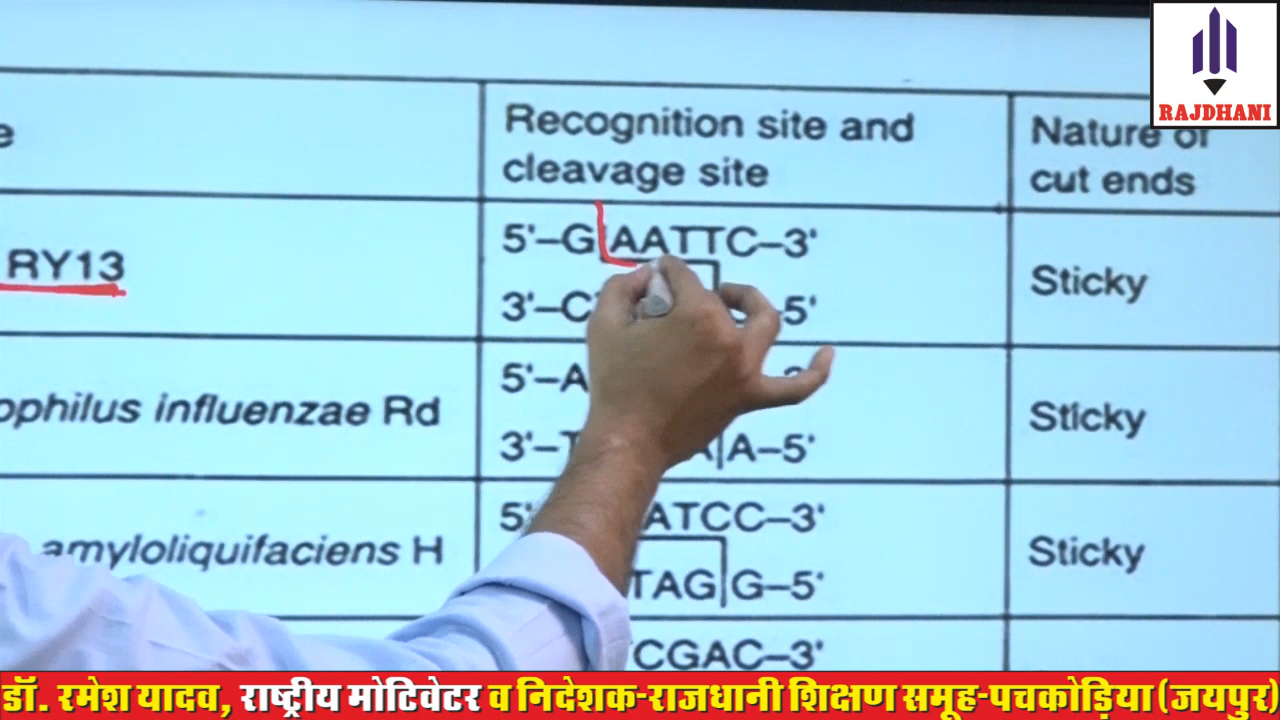 RAJDHANI
e
Recognition site and
cleavage site
Nature of
cut ends
RY13
5'–G AATTC–3'
3'–C
5'
Sticky
ophilus influenzae Rd
5'–A
3'–T
A–5'
Sticky
amyloliquifaciens H
5'
ATCC–3'
TAG G–5'
Sticky
CGAC–3'
डॉ. रमेश यादव, राष्ट्रीय मोटिवेटर व निदेशक-राजधानी शिक्षण समूह-पचकोड़िया (जयपुर)